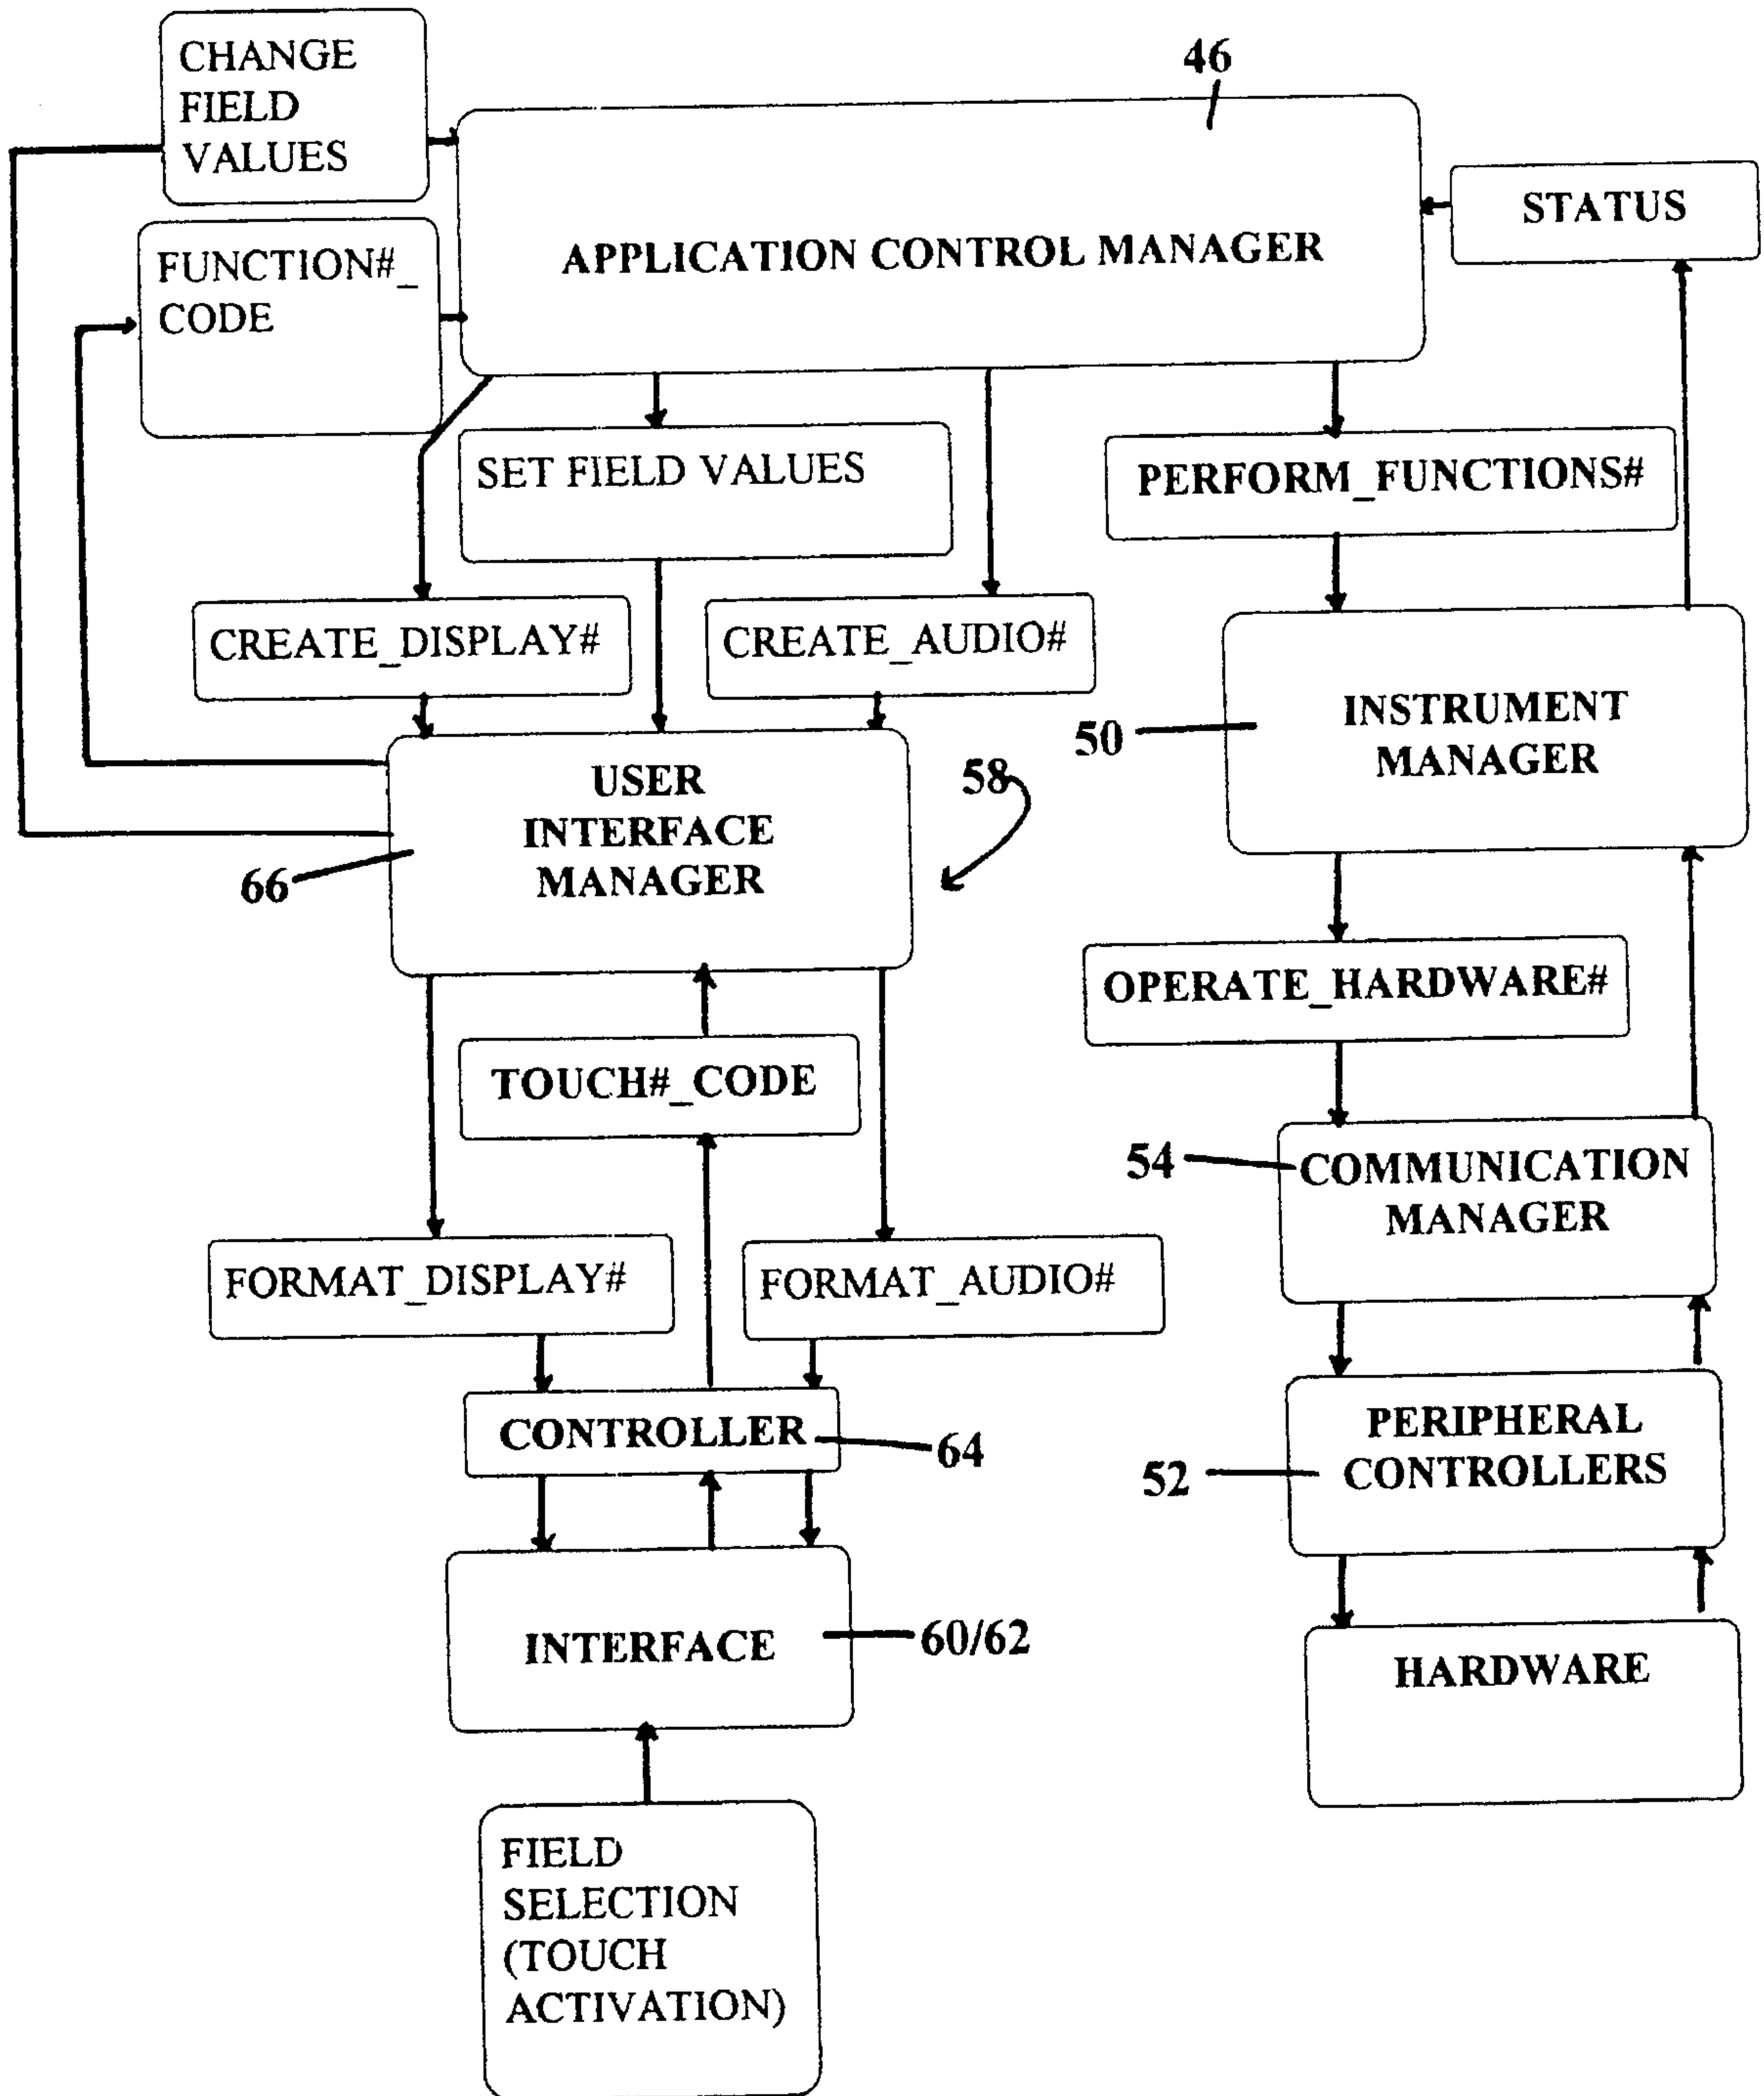 CHANGE
FIELD
VALUES
46
APPLICATION CONTROL MANAGER
STATUS
FUNCTION#_
CODE
SET FIELD VALUES
PERFORM_FUNCTIONS#
CREATE_DISPLAY#
CREATE_AUDIO#
USER
INTERFACE
MANAGER
66
58
50
INSTRUMENT
MANAGER
OPERATE_HARDWARE#
TOUCH#_CODE
54
COMMUNICATION
MANAGER
FORMAT_DISPLAY#
FORMAT_AUDIO#
CONTROLLER
64
PERIPHERAL
CONTROLLERS
52
INTERFACE
60/62
HARDWARE
FIELD
SELECTION
(TOUCH
ACTIVATION)